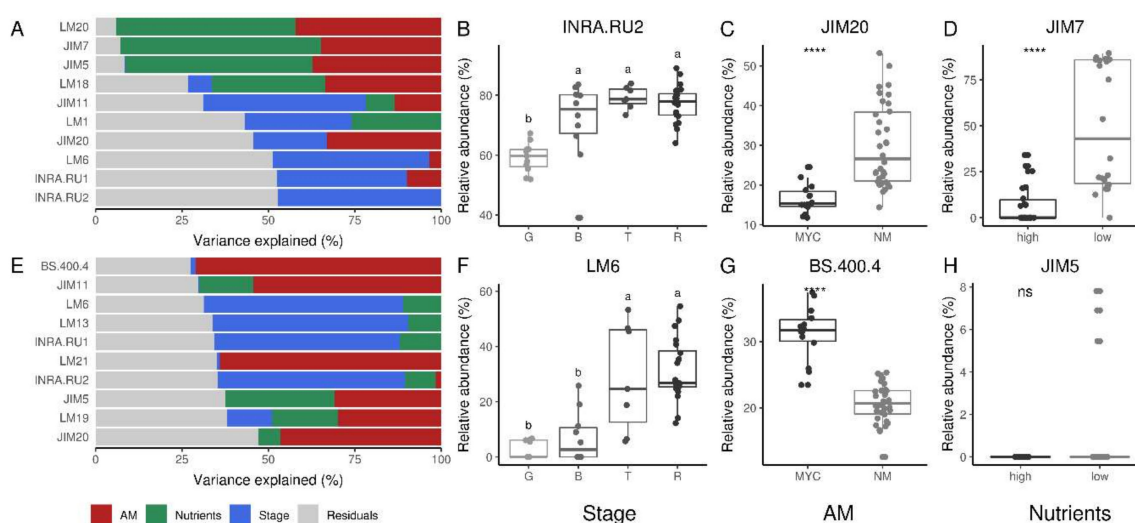 A
LM20
JIM7
JIM5
LM18
JIM11
LM1
JIM20
LM6
INRA.RU1
INRA.RU2
0 25 50 75 100
Variance explained (%)
B INRA.RU2
Relative abundance (%)
80
60
40
b a a a
G B T R
C JIM20
Relative abundance (%)
50
40
30
20
10
****
MYC NM
D JIM7
Relative abundance (%)
75
50
25
0
****
high low
E
BS.400.4
JIM11
LM6
LM13
INRA.RU1
LM21
INRA.RU2
JIM5
LM19
JIM20
0 25 50 75 100
Variance explained (%)
AM Nutrients Stage Residuals
F LM6
Relative abundance (%)
60
40
20
0
b b a a
G B T R
Stage
G BS.400.4
Relative abundance (%)
30
20
****
MYC NM
AM
H JIM5
Relative abundance (%)
8
6
4
2
0
ns
high low
Nutrients